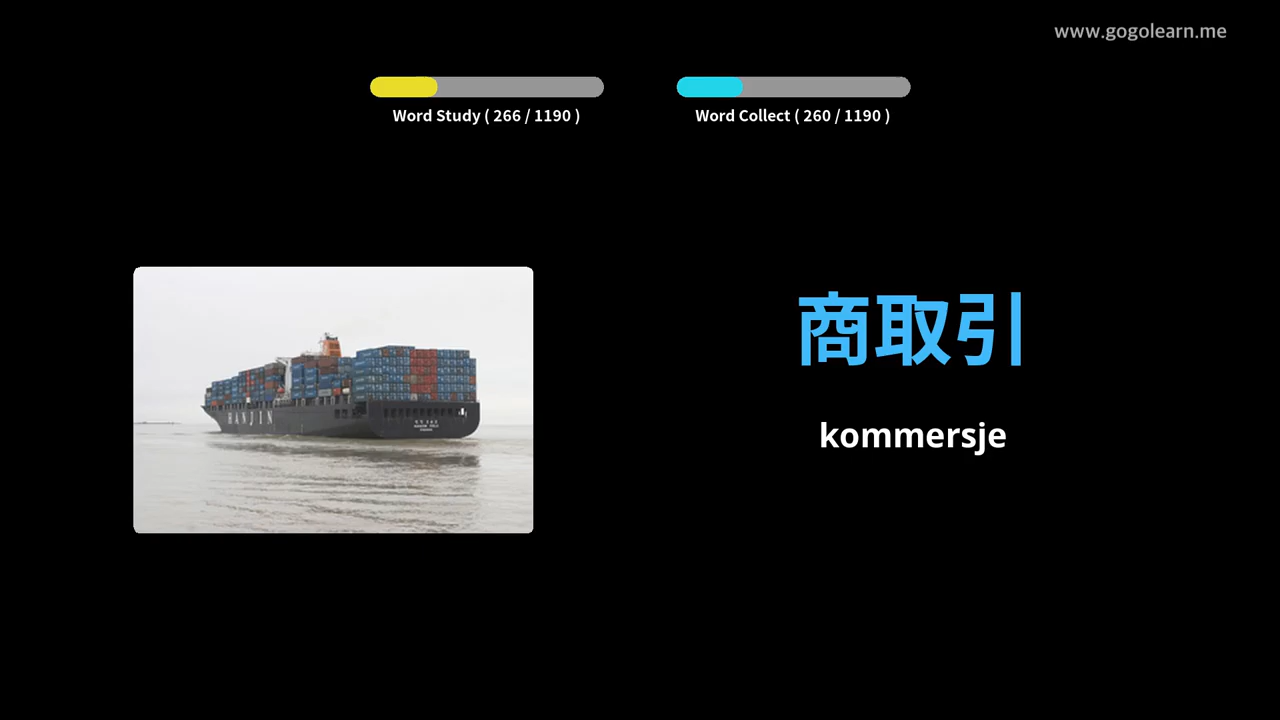 www.gogolearn.me
Word Study ( 266 / 1190 )
Word Collect ( 260 / 1190 )
商取引
kommersje
HANJIN